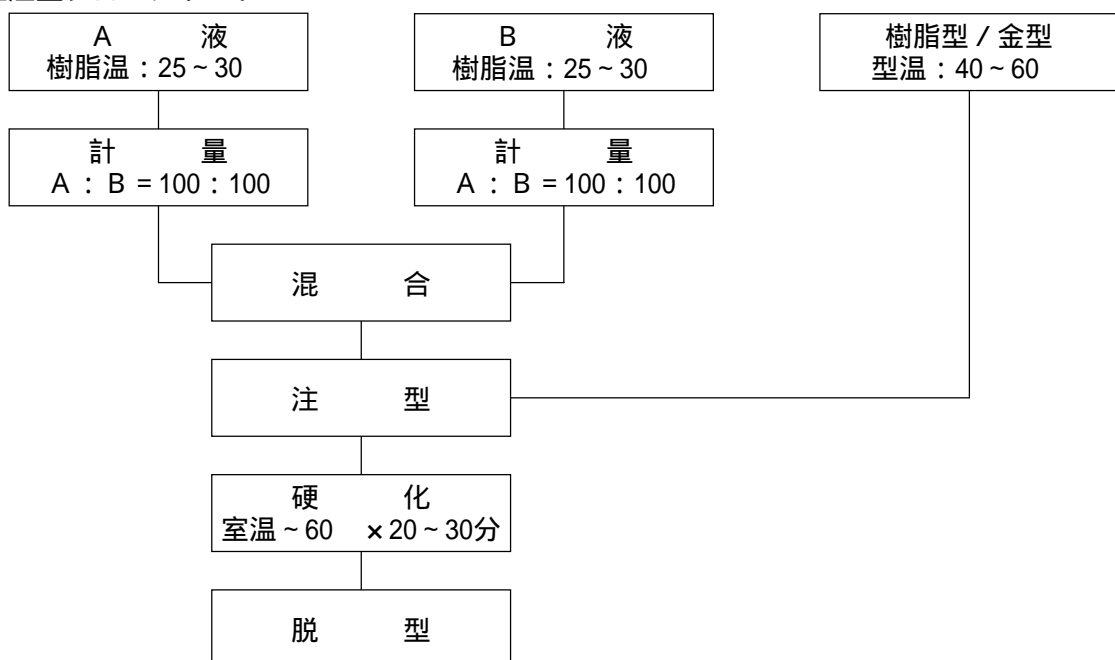 A 液
樹脂温：25～30
B 液
樹脂温：25～30
樹脂型 / 金型
型温：40～60
計 量
A : B = 100 : 100
計 量
A : B = 100 : 100
混 合
注 型
硬 化
室温～60 ×20～30分
脱 型